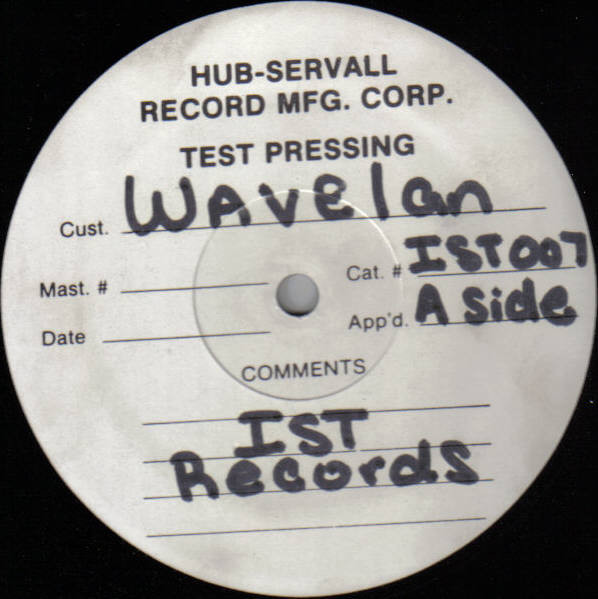 HUB-SERVALL
RECORD MFG. CORP.
TEST PRESSING
Cust. WAVElan
Mast. #
Cat. # IST007
Date
App'd. A Side
COMMENTS
IST
Records